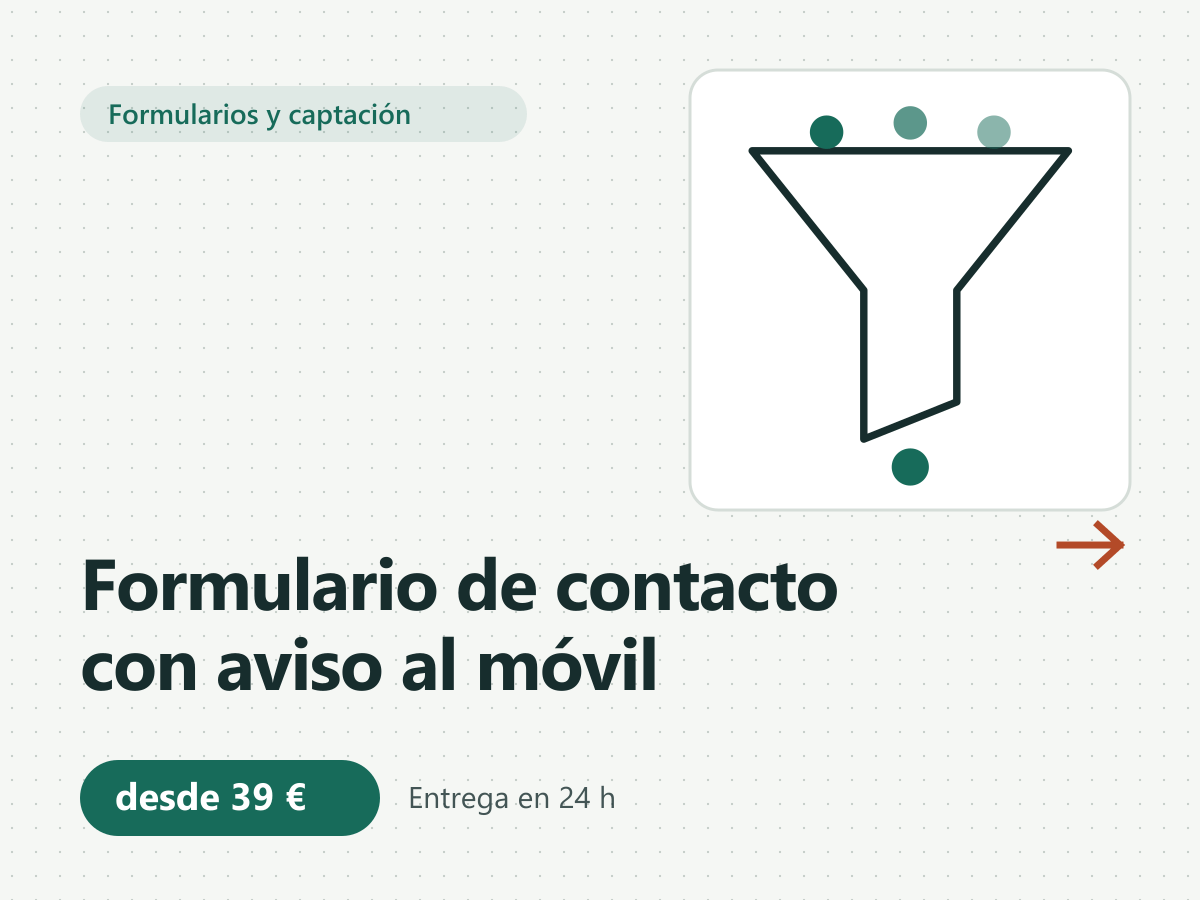 Formularios y captación
Formulario de contacto
con aviso al móvil
desde 39 €
Entrega en 24 h